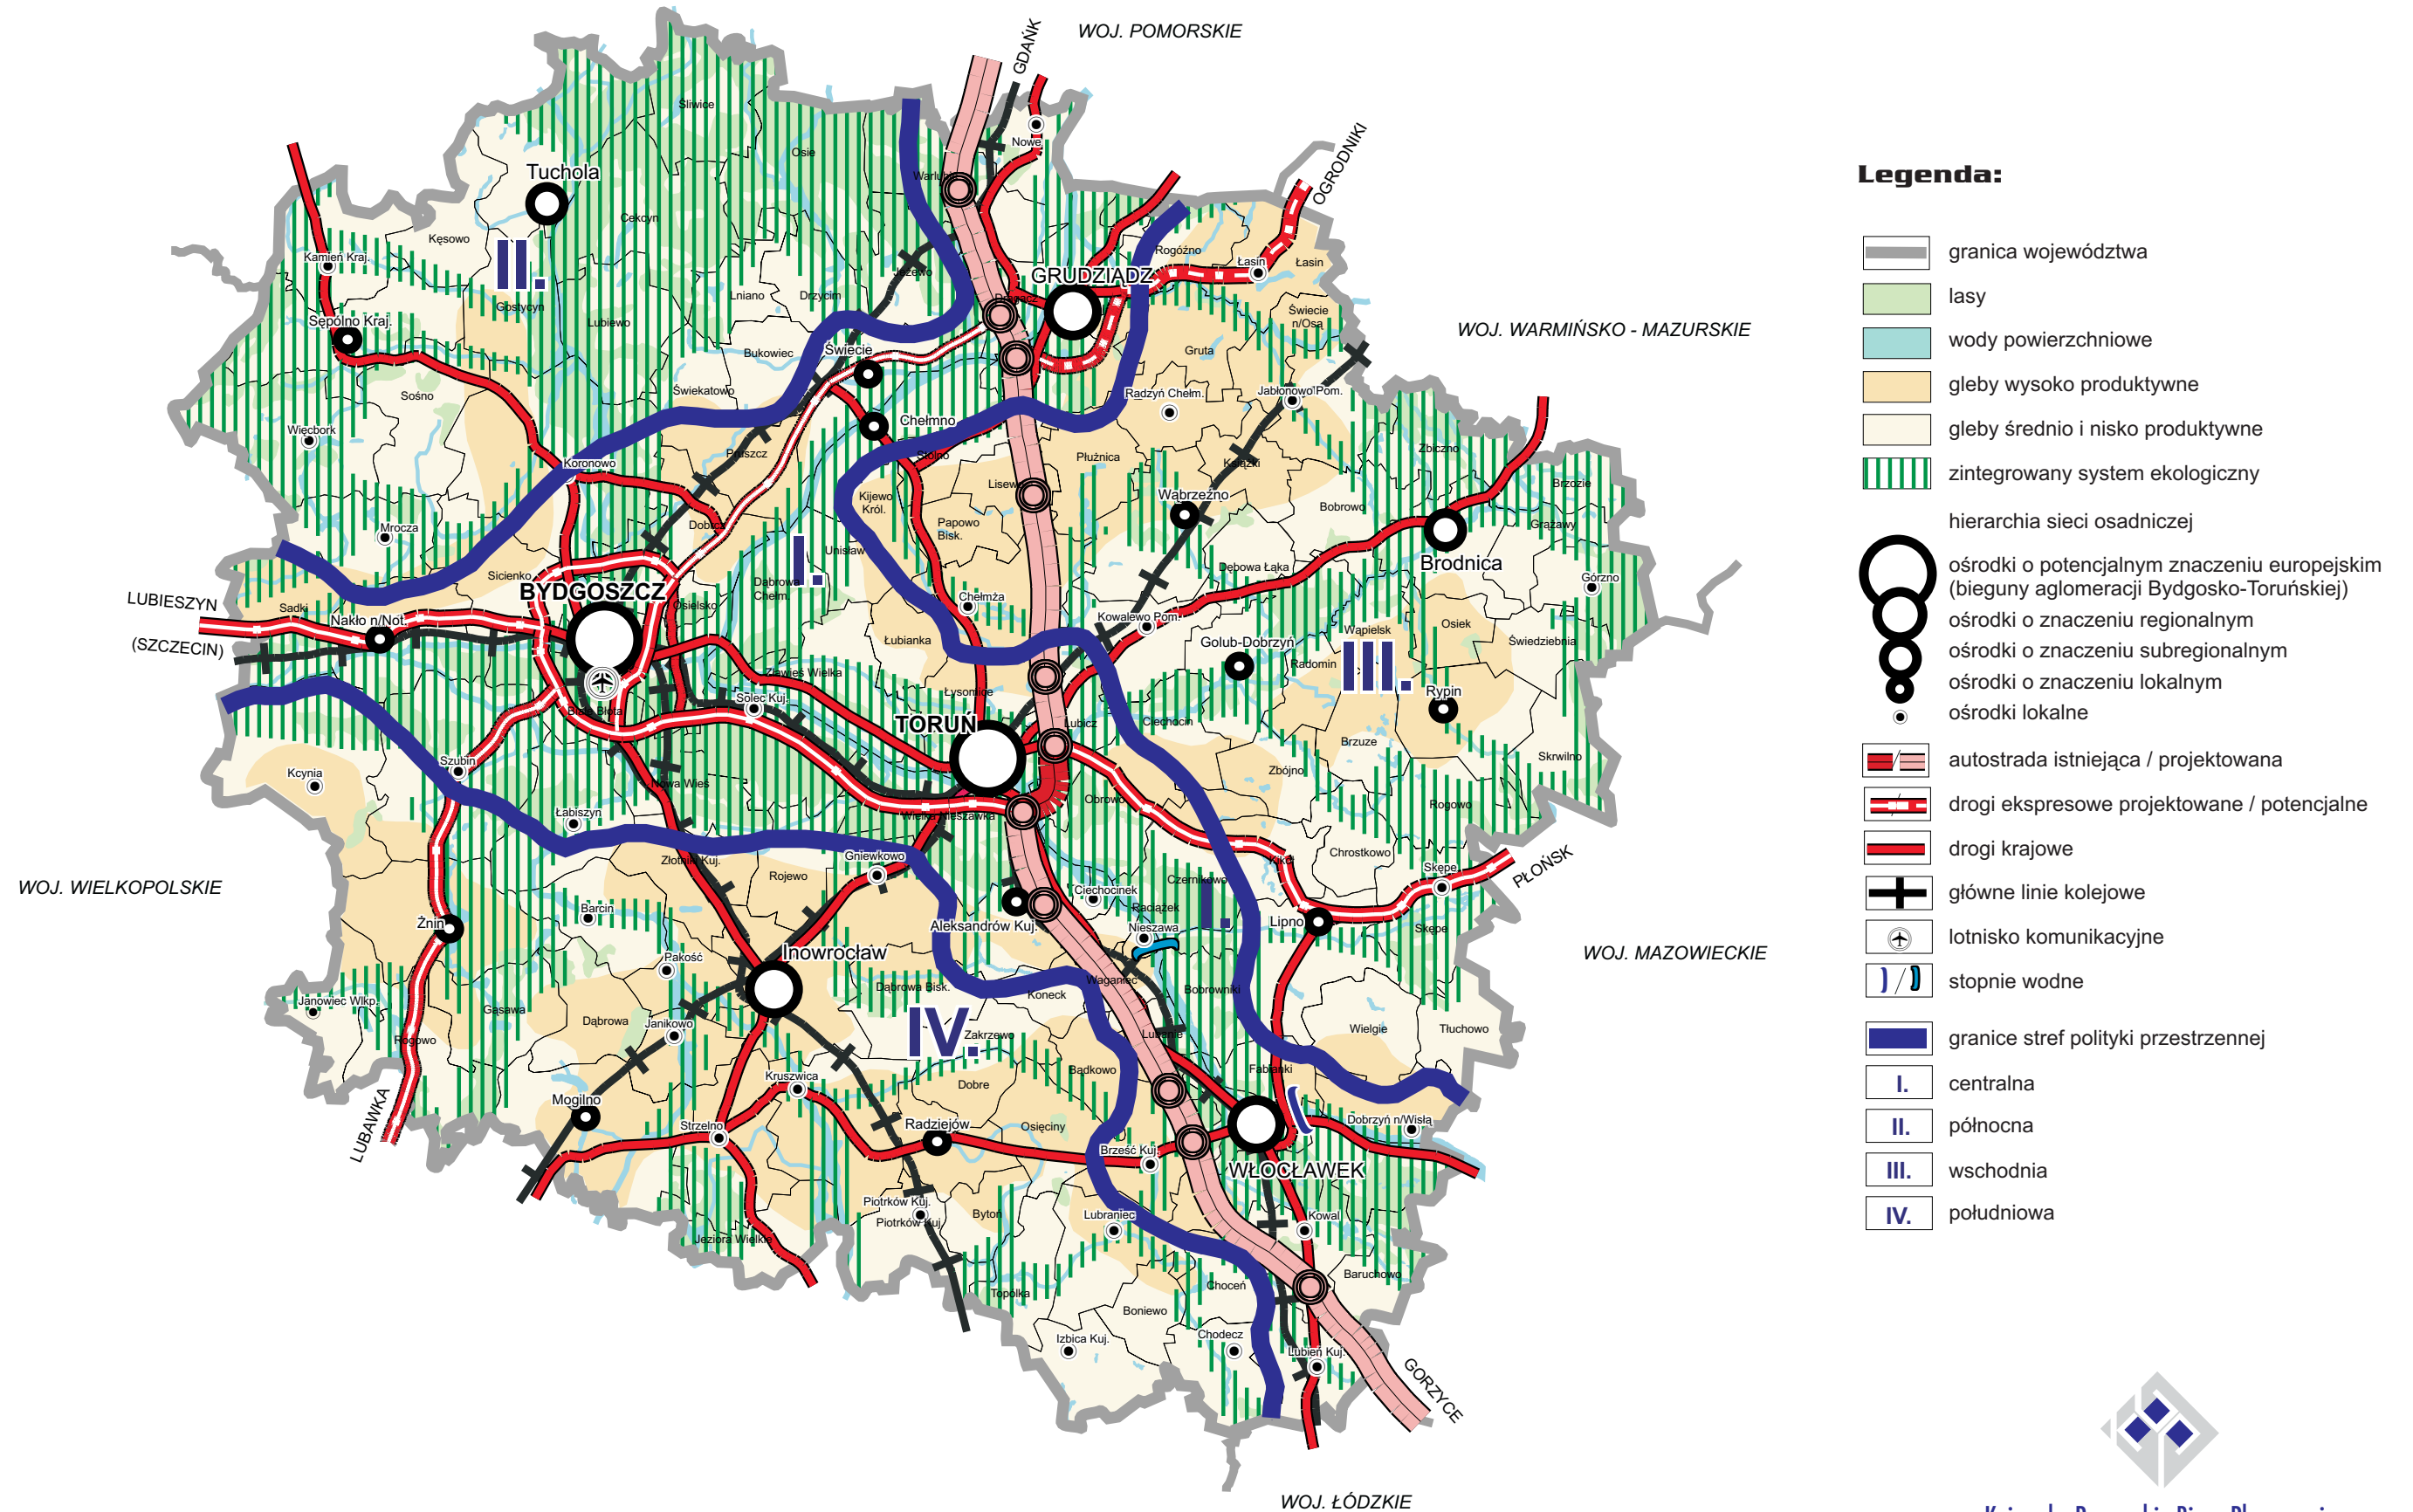 WOJ. POMORSKIE
GDAŃK
Nowe
Śliwice
Osie
Warlubie
OGRODNIKI
Tuchola
Cekcyn
Kęsowo
Kamień Kraj.
II.
Gostycyn
Lniano
Drzycim
Jeżewo
GRUDZIĄDZ
Dragacz
Rogóźno
Łasin
Łasin
Świecie
n/Osą
WOJ. WARMIŃSKO - MAZURSKIE
Sępólno Kraj.
Lubiewo
Bukowiec
Świecie
Gruta
Sośno
Świekatowo
Radzyń Chełm.
Jabłonowo Pom.
Więcbork
Chełmno
Koronowo
Pruszcz
Stolno
Płużnica
Książki
Zbiczno
Brzozie
Kijewo
Król.
Lisewo
Wąbrzeźno
Bobrowo
Grążawy
Mrocza
Dobrcz
Papowo
Bisk.
Unisław
I.
Brodnica
Sicienko
BYDGOSZCZ
Osielsko
Dąbrowa
Chełm.
Dębowa Łąka
Górzno
LUBIESZYN
(SZCZECIN)
Sadki
Nakło n/Not.
Chełmża
Kowalewo Pom.
Łubianka
Golub-Dobrzyń
Wąpielsk
Osiek
Świedziebnia
Radomin
III.
Rypin
Zławieś Wielka
Solec Kuj.
Białe Błota
Łysomice
TORUŃ
Lubicz
Ciechocin
Brzuze
Skrwilno
Szubin
Kcynia
Nowa Wieś
Zbójno
Obrowo
Rogowo
Łabiszyn
Wielka Nieszawka
WOJ. WIELKOPOLSKIE
Złotniki Kuj.
Gniewkowo
Rojewo
Kikół
Chrostkowo
Skępe
PŁOŃSK
Ciechocinek
Czernikowo
Raciążek
I.
Barcin
Żnin
Aleksandrów Kuj.
Nieszawa
Lipno
Skępe
WOJ. MAZOWIECKIE
Pakość
Inowrocław
Dąbrowa Bisk.
Waganiec
Koneck
Bobrowniki
Janowiec Wlkp.
Gąsawa
Dąbrowa
Janikowo
IV.
Zakrzewo
Lubanie
Wielgie
Tłuchowo
Rogowo
Kruszwica
Dobre
Bądkowo
Fabianki
LUBAWKA
Mogilno
Strzelno
Radziejów
Osięciny
Brześć Kuj.
Dobrzyń n/Wisłą
WŁOCŁAWEK
Piotrków Kuj.
Piotrków Kuj
Bytoń
Lubraniec
Kowal
Jeziora Wielkie
Topólka
Choceń
Baruchowo
Boniewo
Izbica Kuj.
Chodecz
Lubień Kuj.
GORZYCE
WOJ. ŁÓDZKIE
Legenda:
granica województwa
lasy
wody powierzchniowe
gleby wysoko produktywne
gleby średnio i nisko produktywne
zintegrowany system ekologiczny
hierarchia sieci osadniczej
ośrodki o potencjalnym znaczeniu europejskim
(bieguny aglomeracji Bydgosko-Toruńskiej)
ośrodki o znaczeniu regionalnym
ośrodki o znaczeniu subregionalnym
ośrodki o znaczeniu lokalnym
ośrodki lokalne
autostrada istniejąca / projektowana
drogi ekspresowe projektowane / potencjalne
drogi krajowe
główne linie kolejowe
lotnisko komunikacyjne
stopnie wodne
granice stref polityki przestrzennej
I. centralna
II. północna
III. wschodnia
IV. południowa